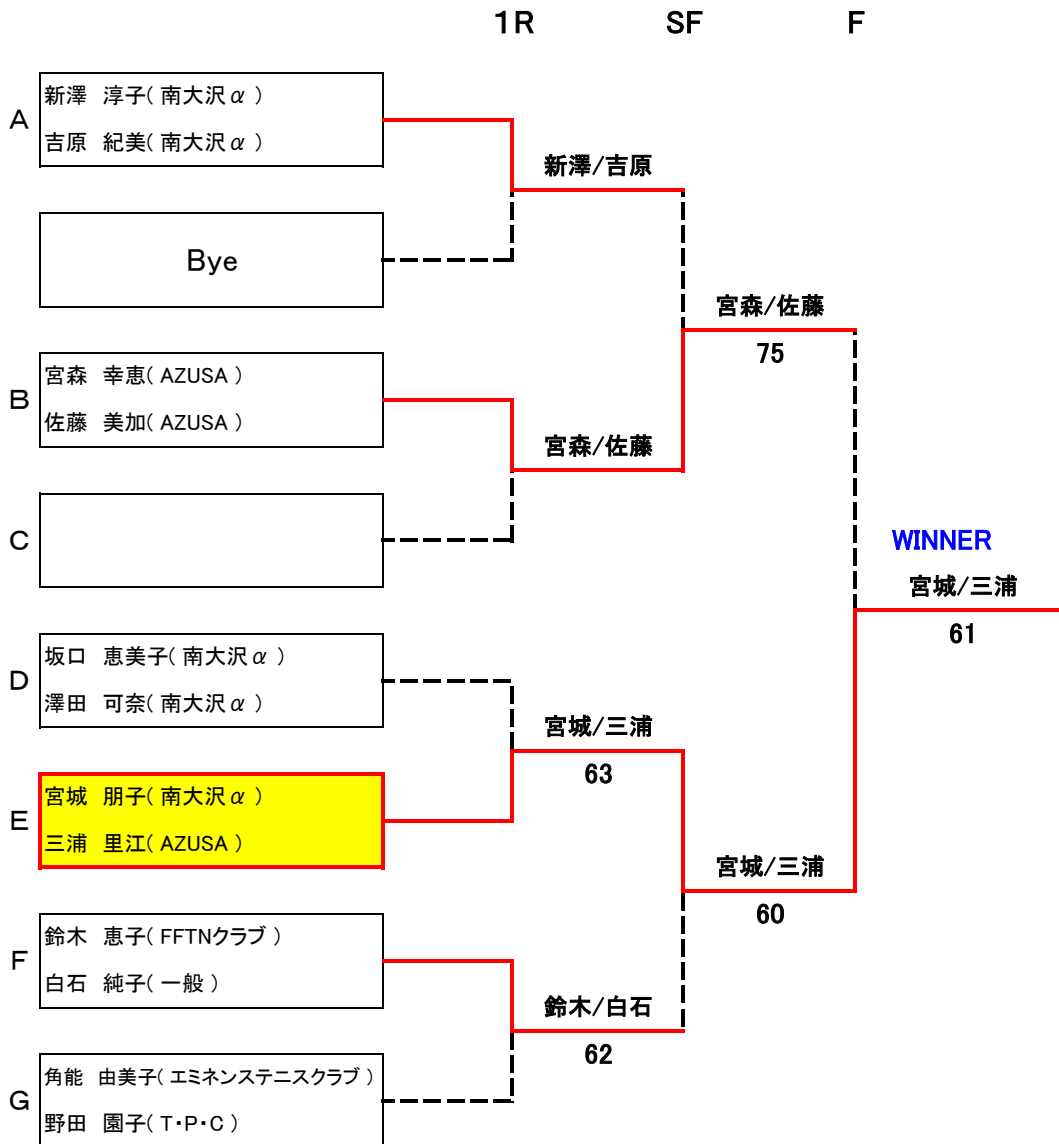 1R SF F
A
新澤 淳子( 南大沢α )
吉原 紀美( 南大沢α )
新澤/吉原
Bye
宮森/佐藤
75
B
宮森 幸恵( AZUSA )
佐藤 美加( AZUSA )
宮森/佐藤
C
WINNER
宮城/三浦
61
D
坂口 恵美子( 南大沢α )
澤田 可奈( 南大沢α )
宮城/三浦
63
E
宮城 朋子( 南大沢α )
三浦 里江( AZUSA )
宮城/三浦
60
F
鈴木 恵子( FFTNクラブ )
白石 純子( 一般 )
鈴木/白石
62
G
角能 由美子( エミネンステニスクラブ )
野田 園子( T・P・C )